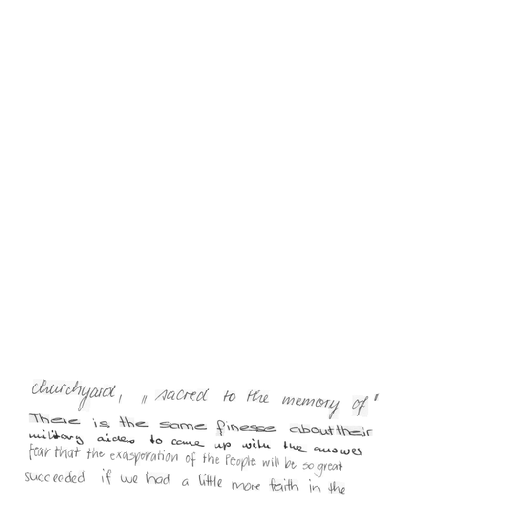 churchyard, „ sacred to the memory of "
There is the same finesse about their
military aides to come up with the answer
fear that the exasporation of the People will be so great
succeeded if we had a little more faith in the